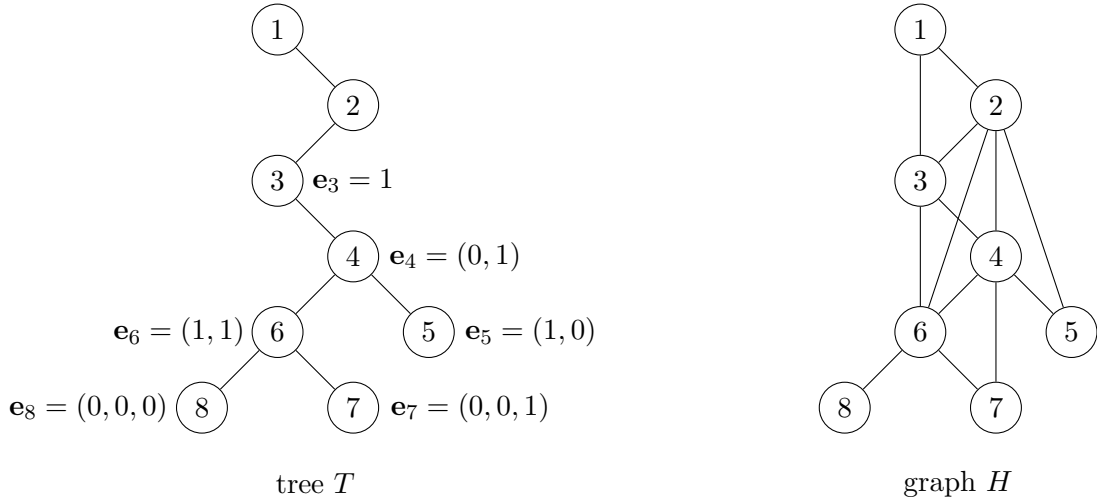 1
1
2
2
3
e₃ = 1
3
4
e₄ = (0, 1)
4
e₆ = (1, 1)
6
5
e₅ = (1, 0)
6
5
e₈ = (0, 0, 0)
8
7
e₇ = (0, 0, 1)
8
7
tree T
graph H